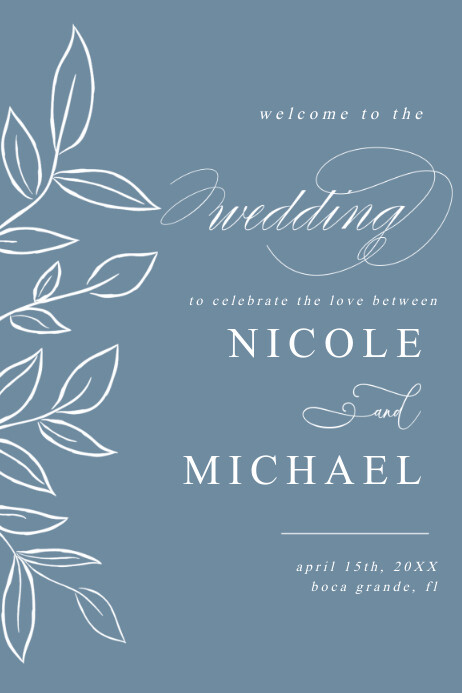 welcome to the
wedding
to celebrate the love between
NICOLE
and
MICHAEL
april 15th, 20XX
boca grande, fl